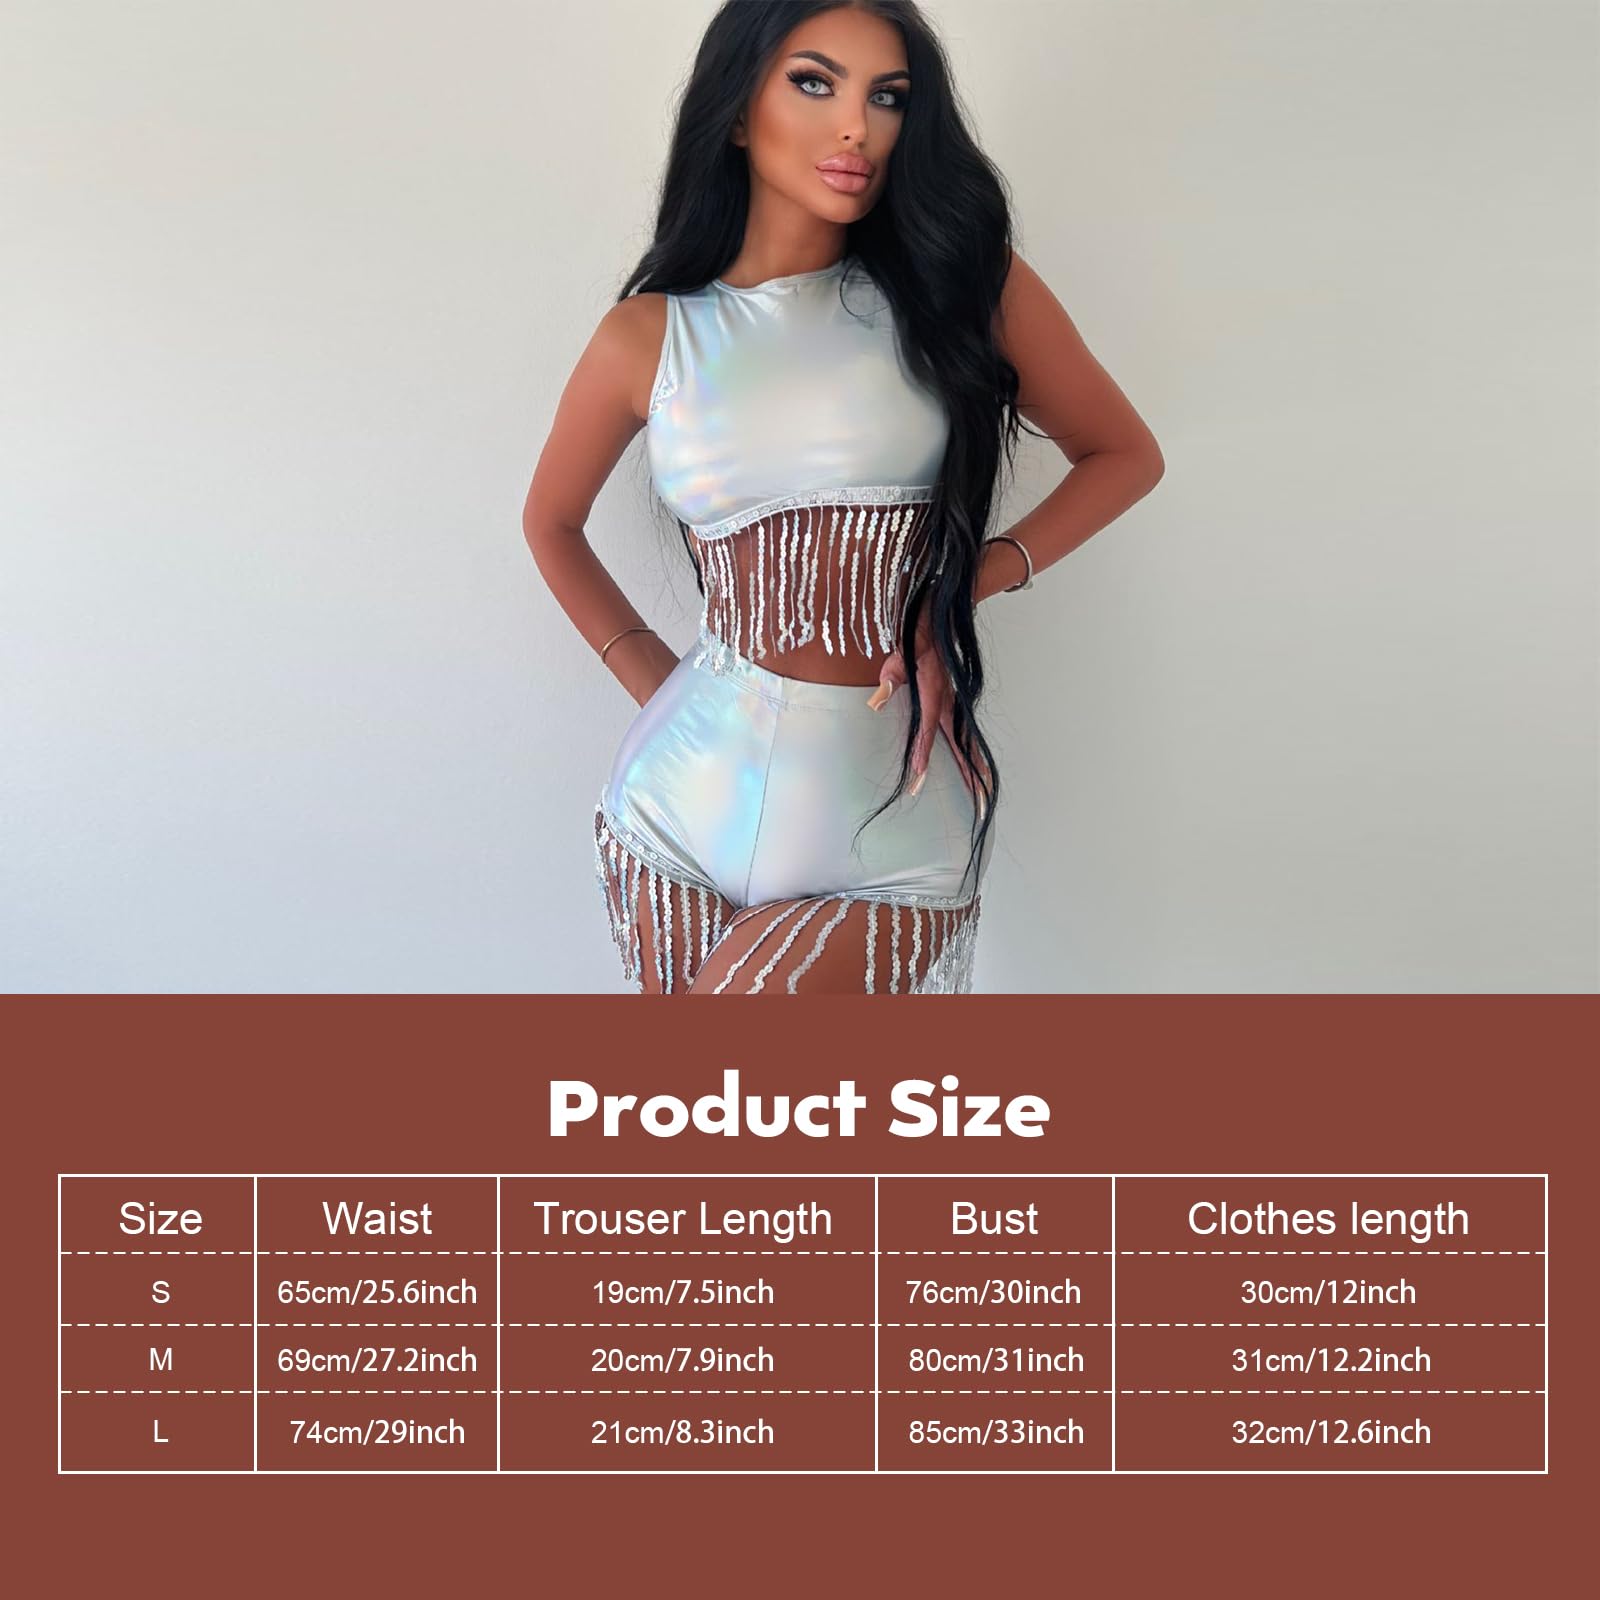 Product Size
Size Waist Trouser Length Bust Clothes length
S 65cm/25.6inch 19cm/7.5inch 76cm/30inch 30cm/12inch
M 69cm/27.2inch 20cm/7.9inch 80cm/31inch 31cm/12.2inch
L 74cm/29inch 21cm/8.3inch 85cm/33inch 32cm/12.6inch